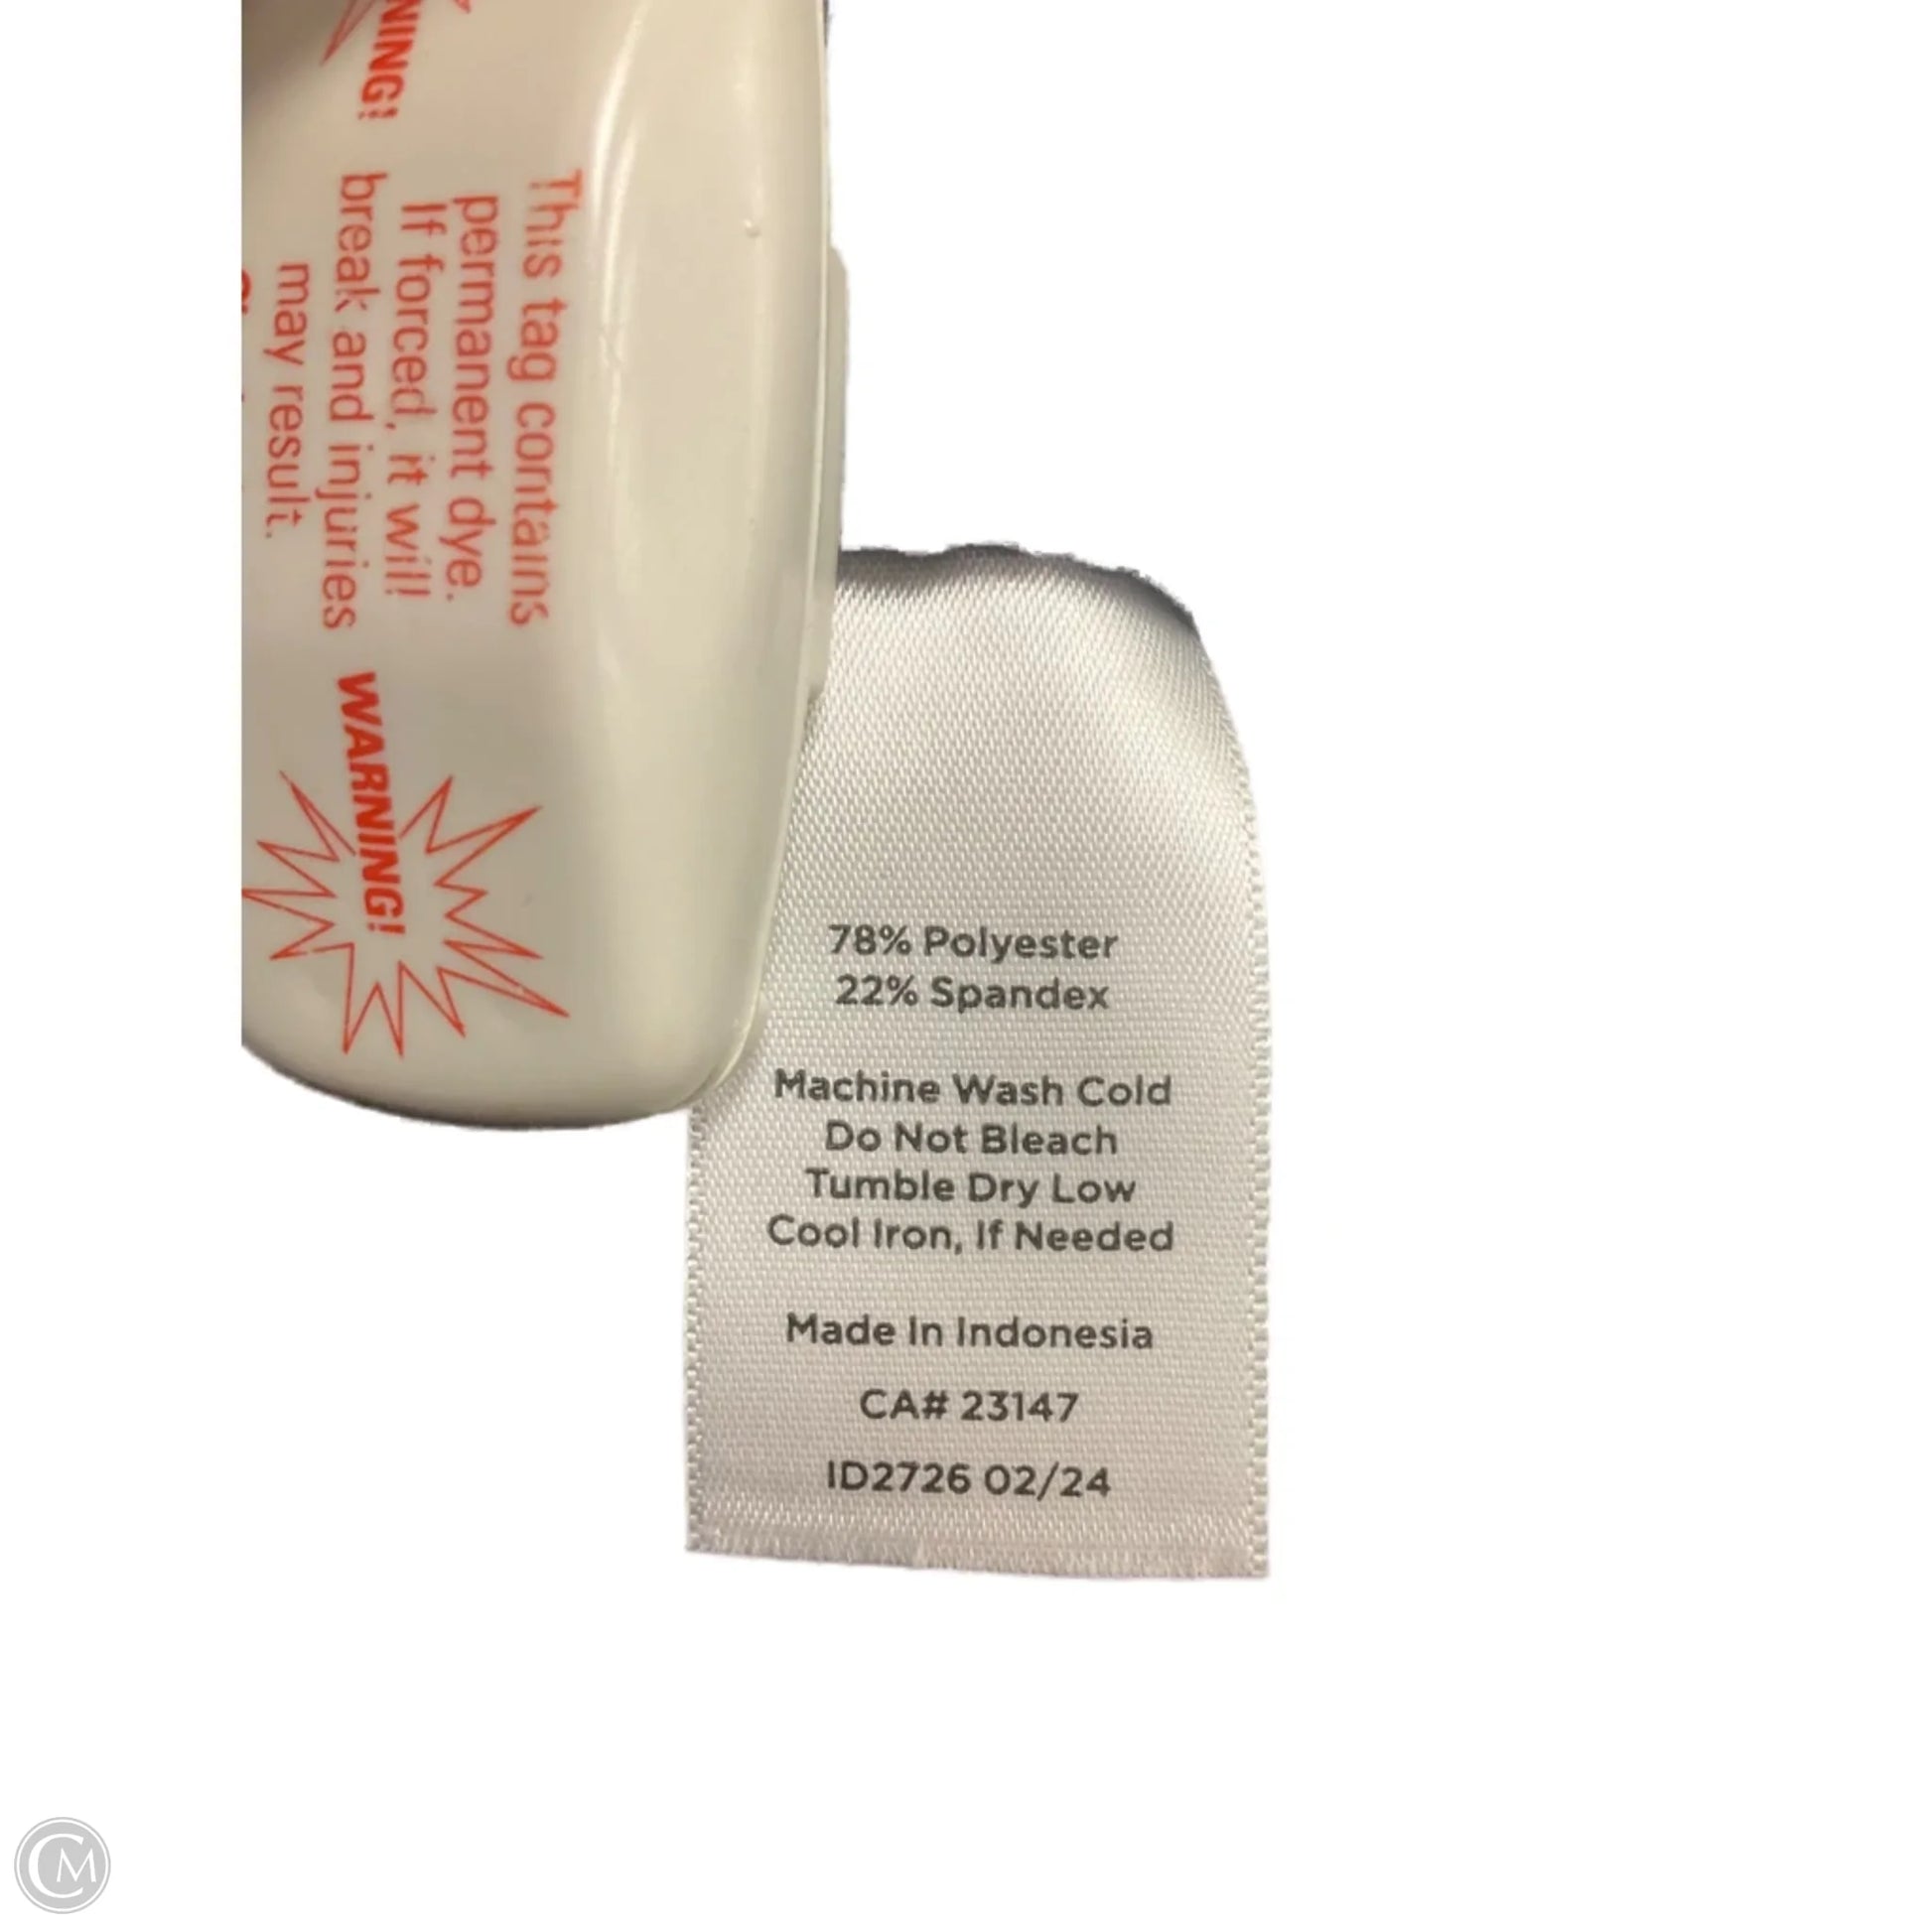 NING!
This tag contains
permanent dye.
If forced, it will
break and injuries
may result.
WARNING!
78% Polyester
22% Spandex
Machine Wash Cold
Do Not Bleach
Tumble Dry Low
Cool Iron, If Needed
Made In Indonesia
CA# 23147
ID2726 02/24
CM